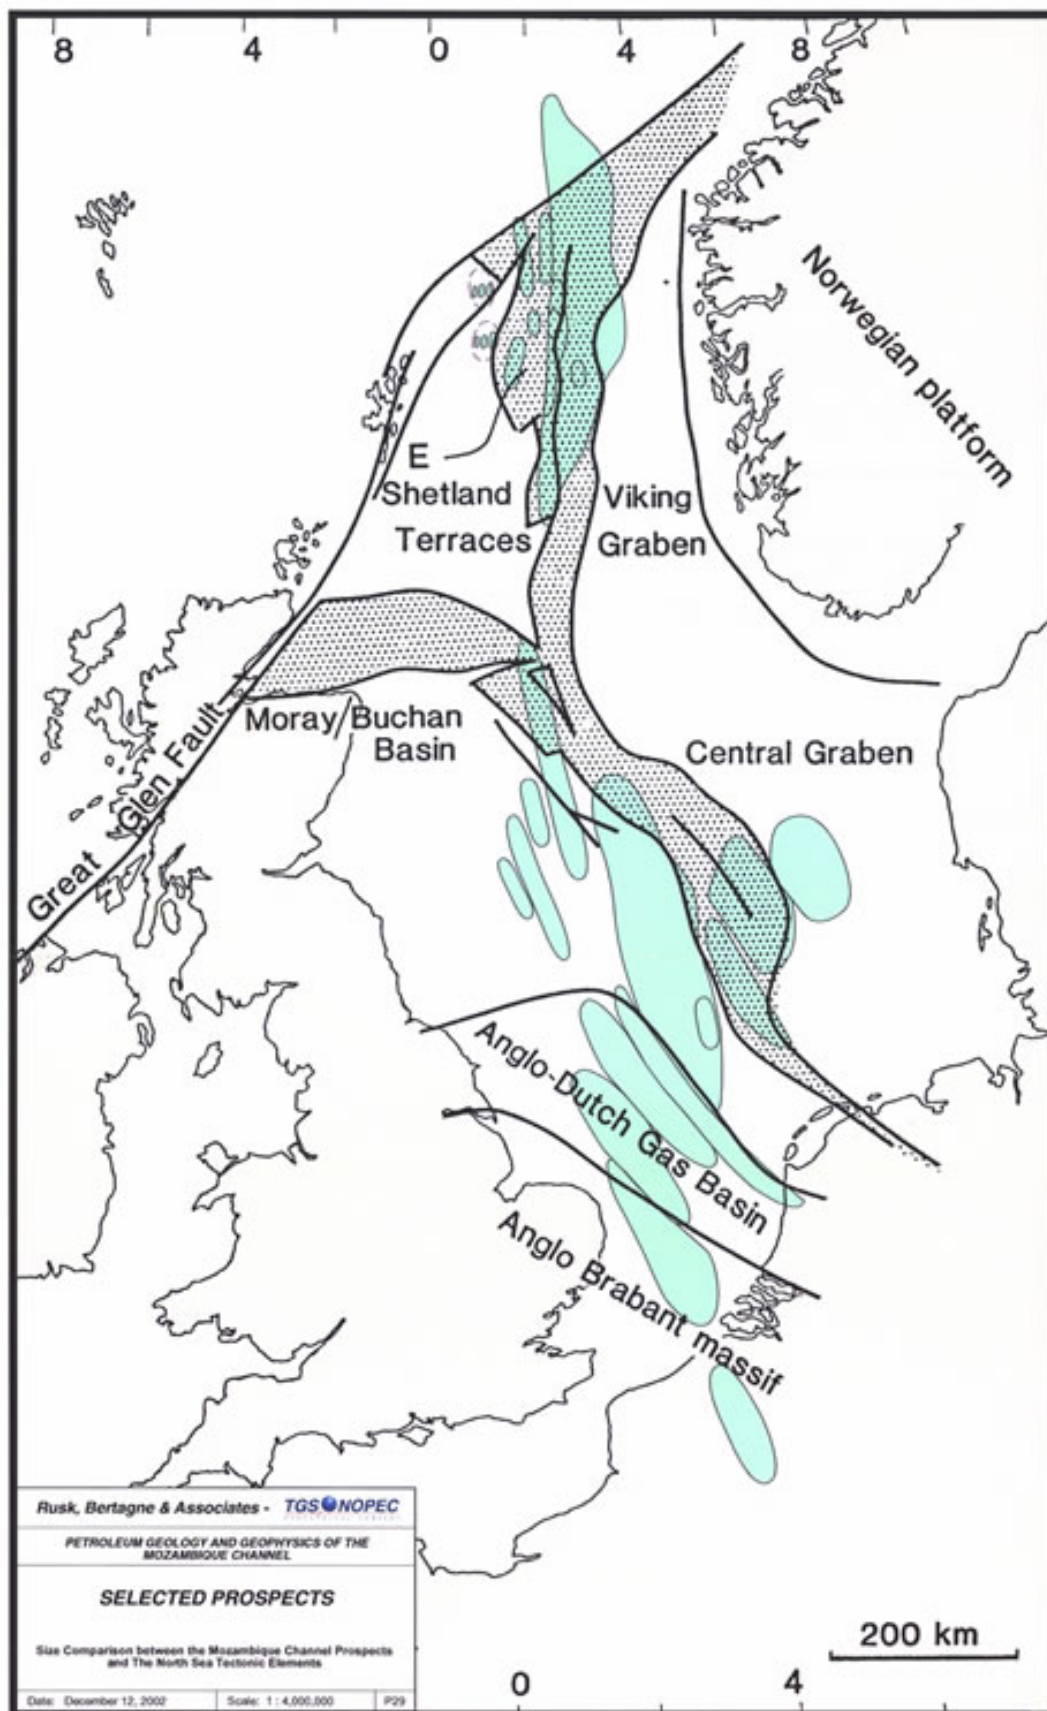 8 4 0 4 8
Norwegian platform
E
Shetland
Terraces
Viking
Graben
Moray/Buchan
Basin
Central Graben
Great Glen Fault
Anglo-Dutch Gas Basin
Anglo Brabant massif
Rusk, Bertagne & Associates - TGS NOPEC
PETROLEUM GEOLOGY AND GEOPHYSICS OF THE
MOZAMBIQUE CHANNEL
SELECTED PROSPECTS
Size Comparison between the Mozambique Channel Prospects
and The North Sea Tectonic Elements
Date: December 12, 2002 Scale: 1 : 4,000,000 P29
200 km
0 4